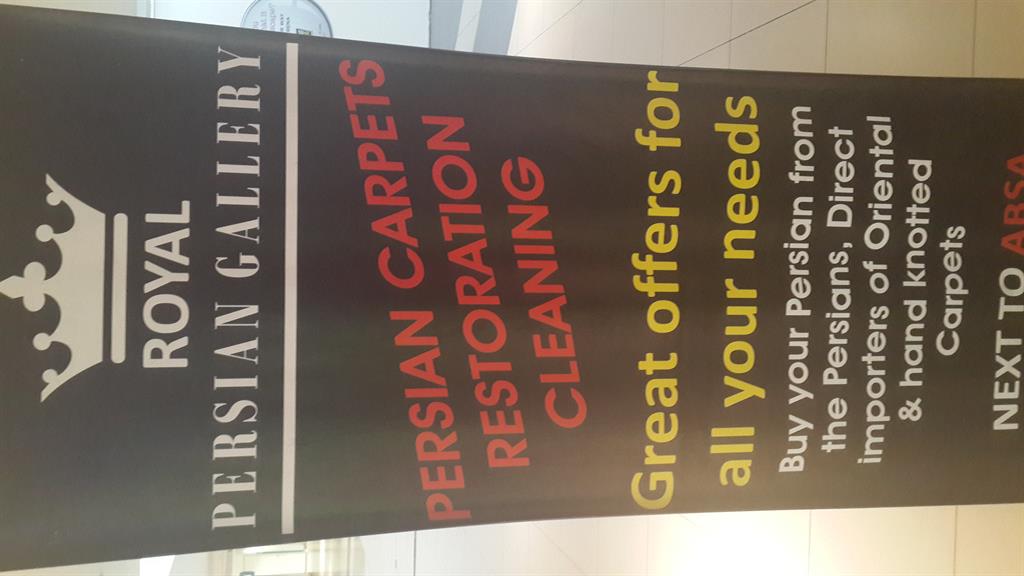 ROYAL
PERSIAN GALLERY
PERSIAN CARPETS
RESTORATION
CLEANING
Great offers for
all your needs
Buy your Persian from
the Persians, Direct
importers of Oriental
& hand knotted
Carpets
NEXT TO ABSA